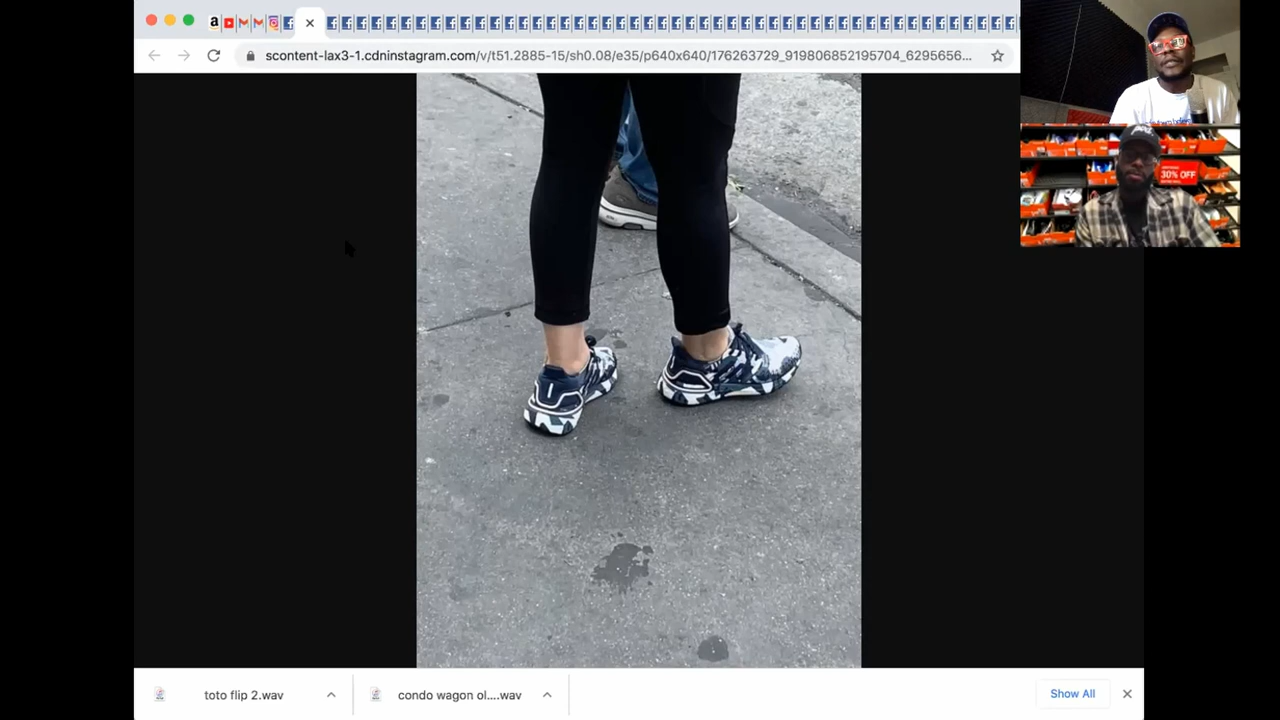 a
scontent-lax3-1.cdninstagram.com/v/t51.2885-15/sh0.08/e35/p640x640/176263729_919806852195704_6295656...
30% OFF
toto flip 2.wav
condo wagon ol....wav
Show All